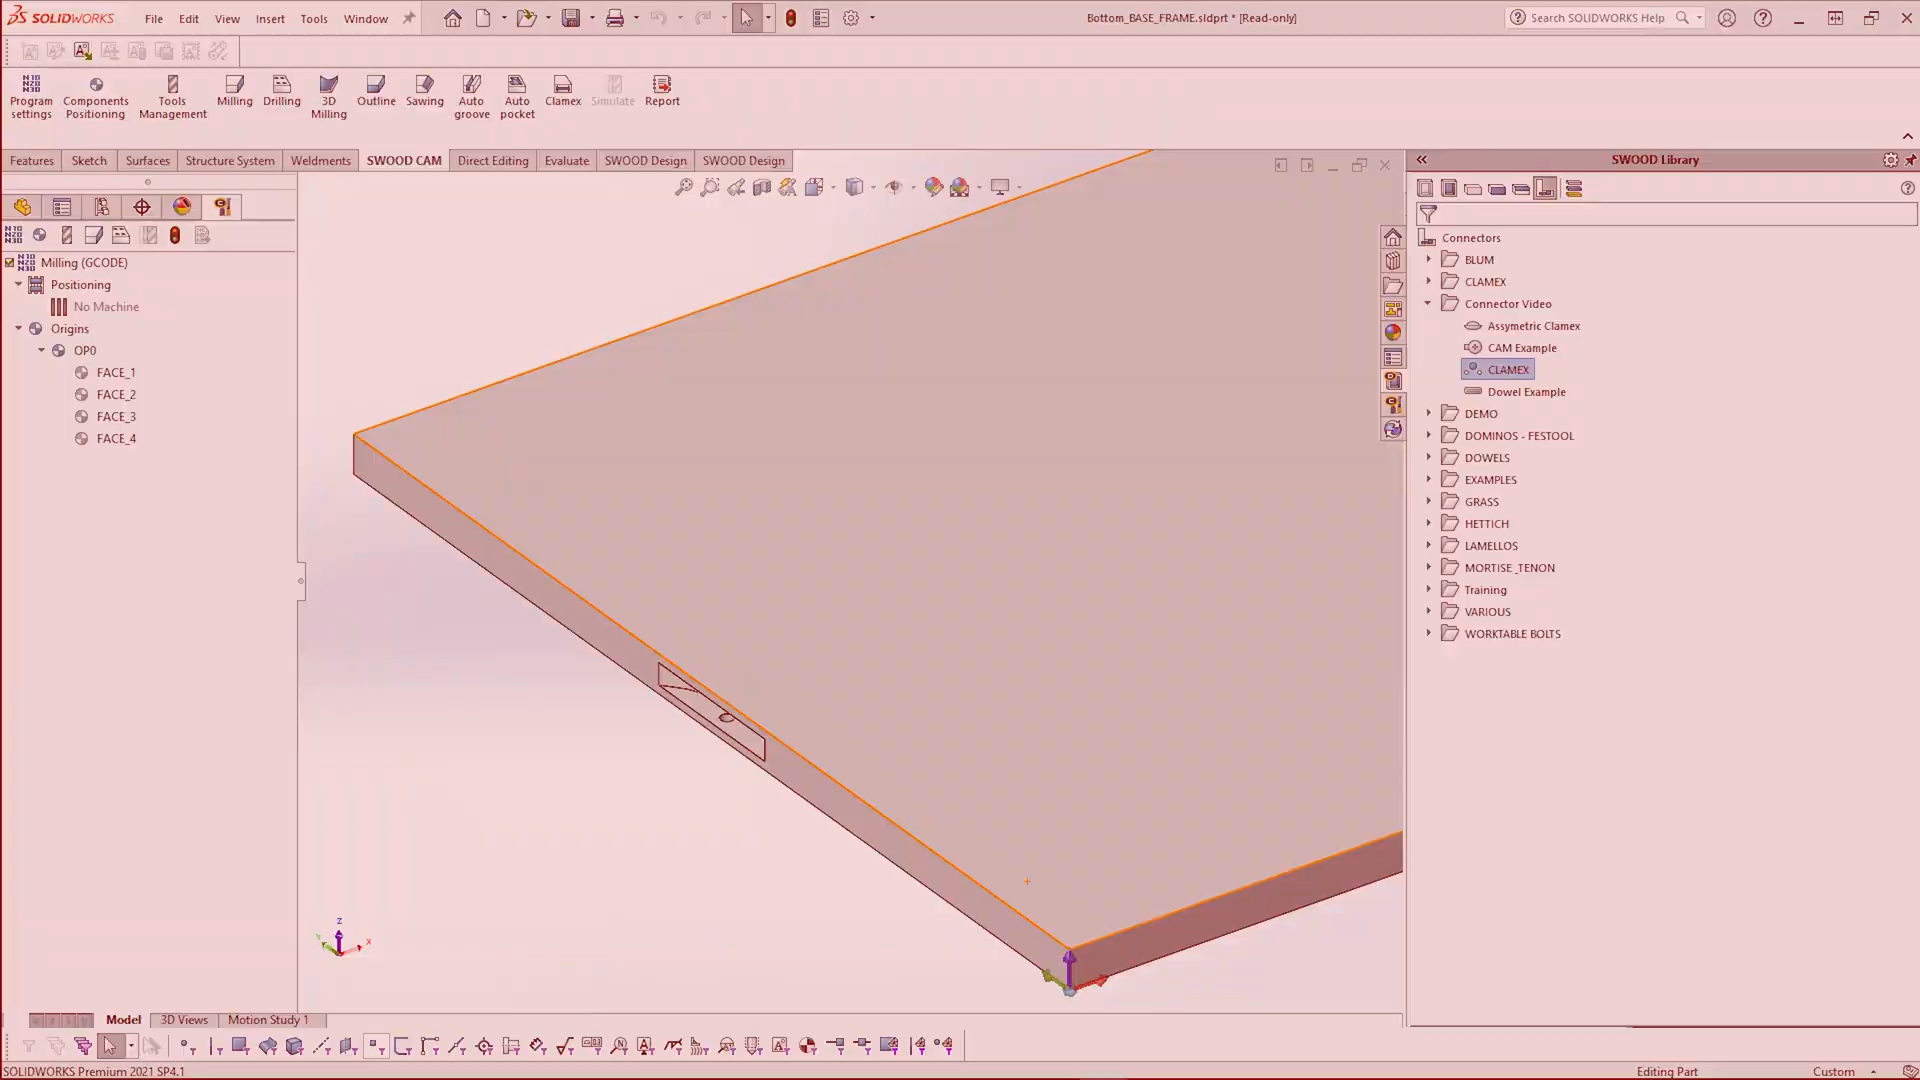 SOLIDWORKS File Edit View Insert Tools Window Bottom_BASE_FRAME.sldprt * [Read-only] Search SOLIDWORKS Help
Program settings
Components Positioning
Tools Management
Milling
Drilling
3D Milling
Outline
Sawing
Auto groove
Auto pocket
Clamex
Simulate
Report
Features Sketch Surfaces Structure System Weldments SWOOD CAM Direct Editing Evaluate SWOOD Design SWOOD Design
Milling (GCODE)
Positioning
No Machine
Origins
OP0
FACE_1
FACE_2
FACE_3
FACE_4
z
x
SWOOD Library
Connectors
BLUM
CLAMEX
Connector Video
Assymetric Clamex
CAM Example
CLAMEX
Dowel Example
DEMO
DOMINOS - FESTOOL
DOWELS
EXAMPLES
GRASS
HETTICH
LAMELLOS
MORTISE _TENON
Training
VARIOUS
WORKTABLE BOLTS
Model 3D Views Motion Study 1
SOLIDWORKS Premium 2021 SP4.1 Editing Part Custom